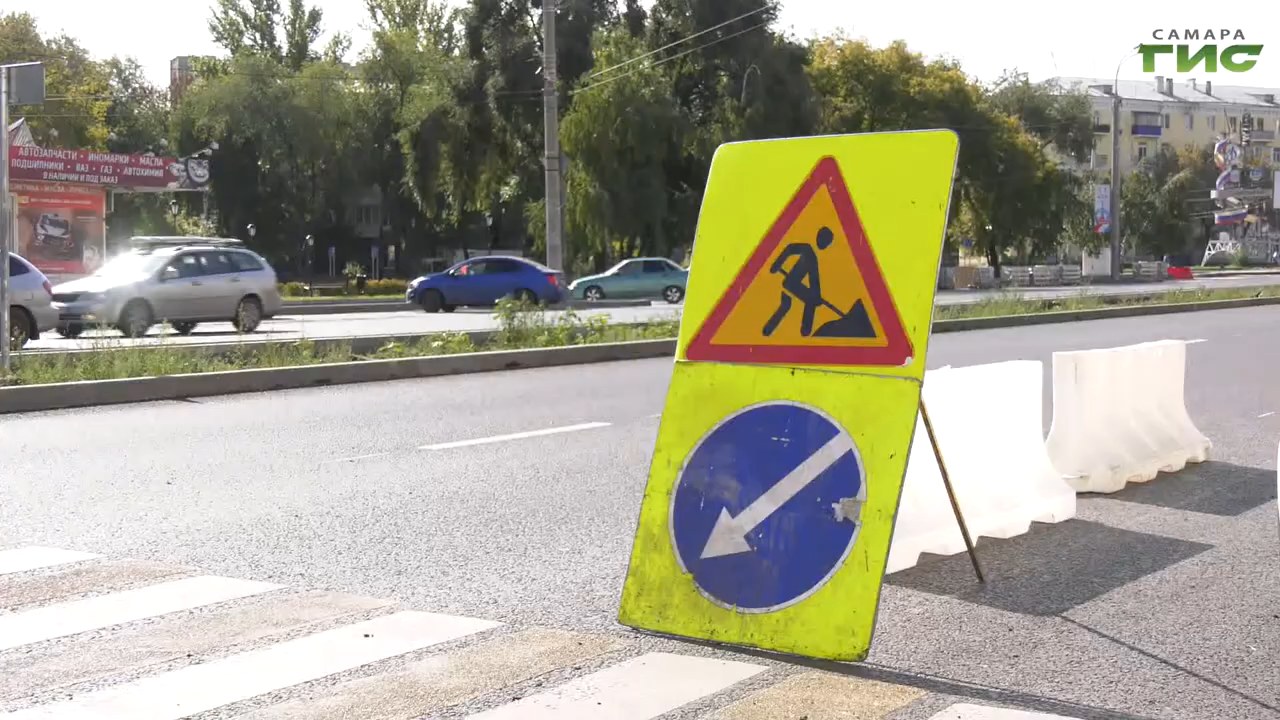 САМАРА
ГИС
АВТОЗАПЧАСТИ • ИНОМАРКИ • МАСЛА
ПОДШИПНИКИ • ВАЗ • ГАЗ • АВТОХИМИЯ
В НАЛИЧИИ И ПОД ЗАКАЗ